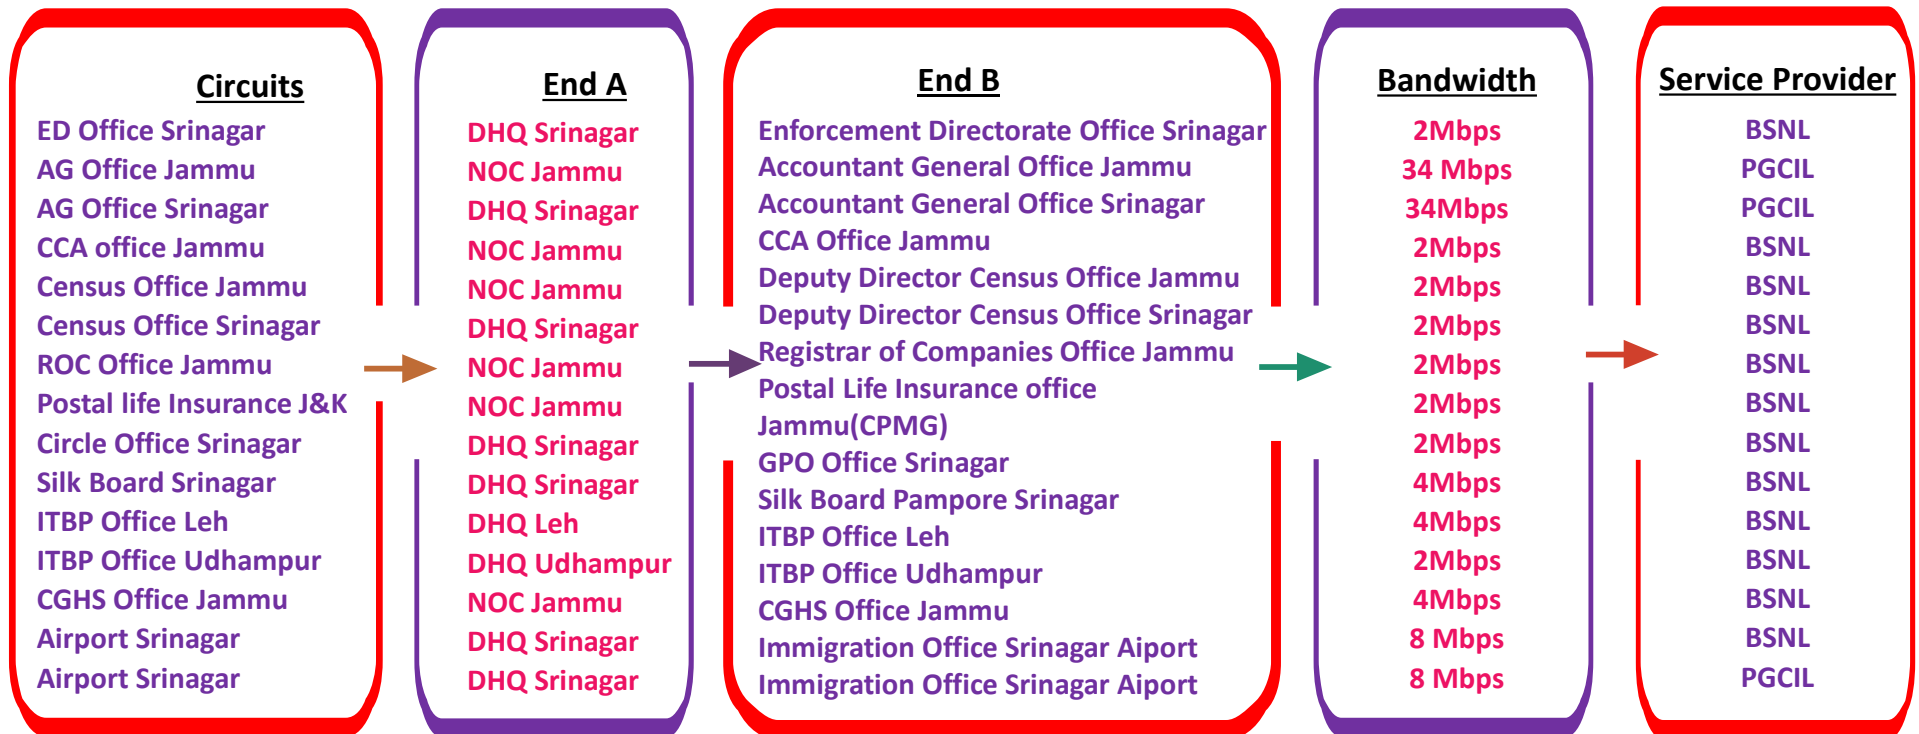 Circuits
ED Office Srinagar
AG Office Jammu
AG Office Srinagar
CCA office Jammu
Census Office Jammu
Census Office Srinagar
ROC Office Jammu
Postal life Insurance J&K
Circle Office Srinagar
Silk Board Srinagar
ITBP Office Leh
ITBP Office Udhampur
CGHS Office Jammu
Airport Srinagar
Airport Srinagar
End A
DHQ Srinagar
NOC Jammu
DHQ Srinagar
NOC Jammu
NOC Jammu
DHQ Srinagar
NOC Jammu
NOC Jammu
DHQ Srinagar
DHQ Srinagar
DHQ Leh
DHQ Udhampur
NOC Jammu
DHQ Srinagar
DHQ Srinagar
End B
Enforcement Directorate Office Srinagar
Accountant General Office Jammu
Accountant General Office Srinagar
CCA Office Jammu
Deputy Director Census Office Jammu
Deputy Director Census Office Srinagar
Registrar of Companies Office Jammu
Postal Life Insurance office
Jammu(CPMG)
GPO Office Srinagar
Silk Board Pampore Srinagar
ITBP Office Leh
ITBP Office Udhampur
CGHS Office Jammu
Immigration Office Srinagar Aiport
Immigration Office Srinagar Aiport
Bandwidth
2Mbps
34 Mbps
34Mbps
2Mbps
2Mbps
2Mbps
2Mbps
2Mbps
2Mbps
4Mbps
4Mbps
2Mbps
4Mbps
8 Mbps
8 Mbps
Service Provider
BSNL
PGCIL
PGCIL
BSNL
BSNL
BSNL
BSNL
BSNL
BSNL
BSNL
BSNL
BSNL
BSNL
BSNL
PGCIL